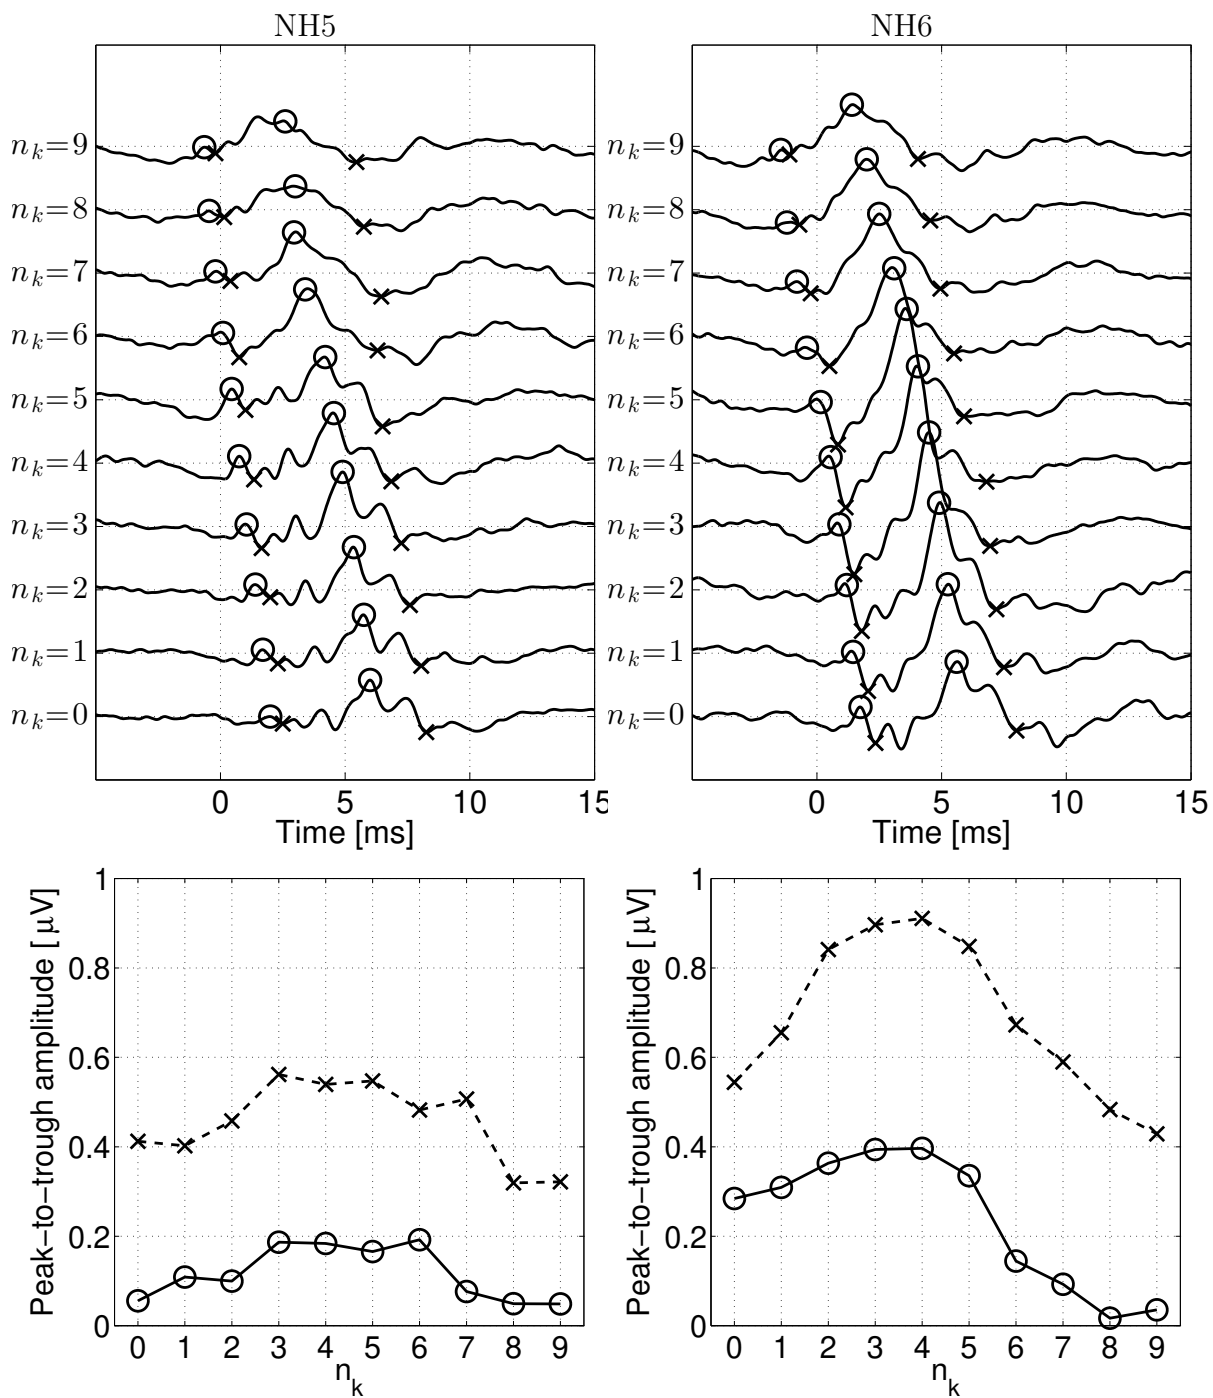 NH5
n_k=9
n_k=8
n_k=7
n_k=6
n_k=5
n_k=4
n_k=3
n_k=2
n_k=1
n_k=0
0 5 10 15
Time [ms]
NH6
n_k=9
n_k=8
n_k=7
n_k=6
n_k=5
n_k=4
n_k=3
n_k=2
n_k=1
n_k=0
0 5 10 15
Time [ms]
Peak−to−trough amplitude [ μV]
1
0.8
0.6
0.4
0.2
0
0 1 2 3 4 5 6 7 8 9
n_k
Peak−to−trough amplitude [ μV]
1
0.8
0.6
0.4
0.2
0
0 1 2 3 4 5 6 7 8 9
n_k